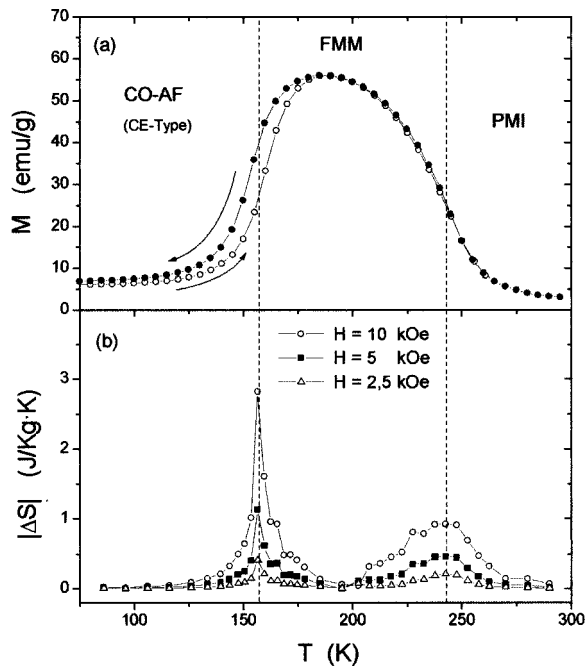 70
60
50
40
30
20
10
0
M (emu/g)
(a)
FMM
CO-AF
(CE-Type)
PMI
(b)
H = 10 kOe
H = 5 kOe
H = 2,5 kOe
3
2
1
0
|ΔS| (J/Kg·K)
100
150
200
250
300
T (K)